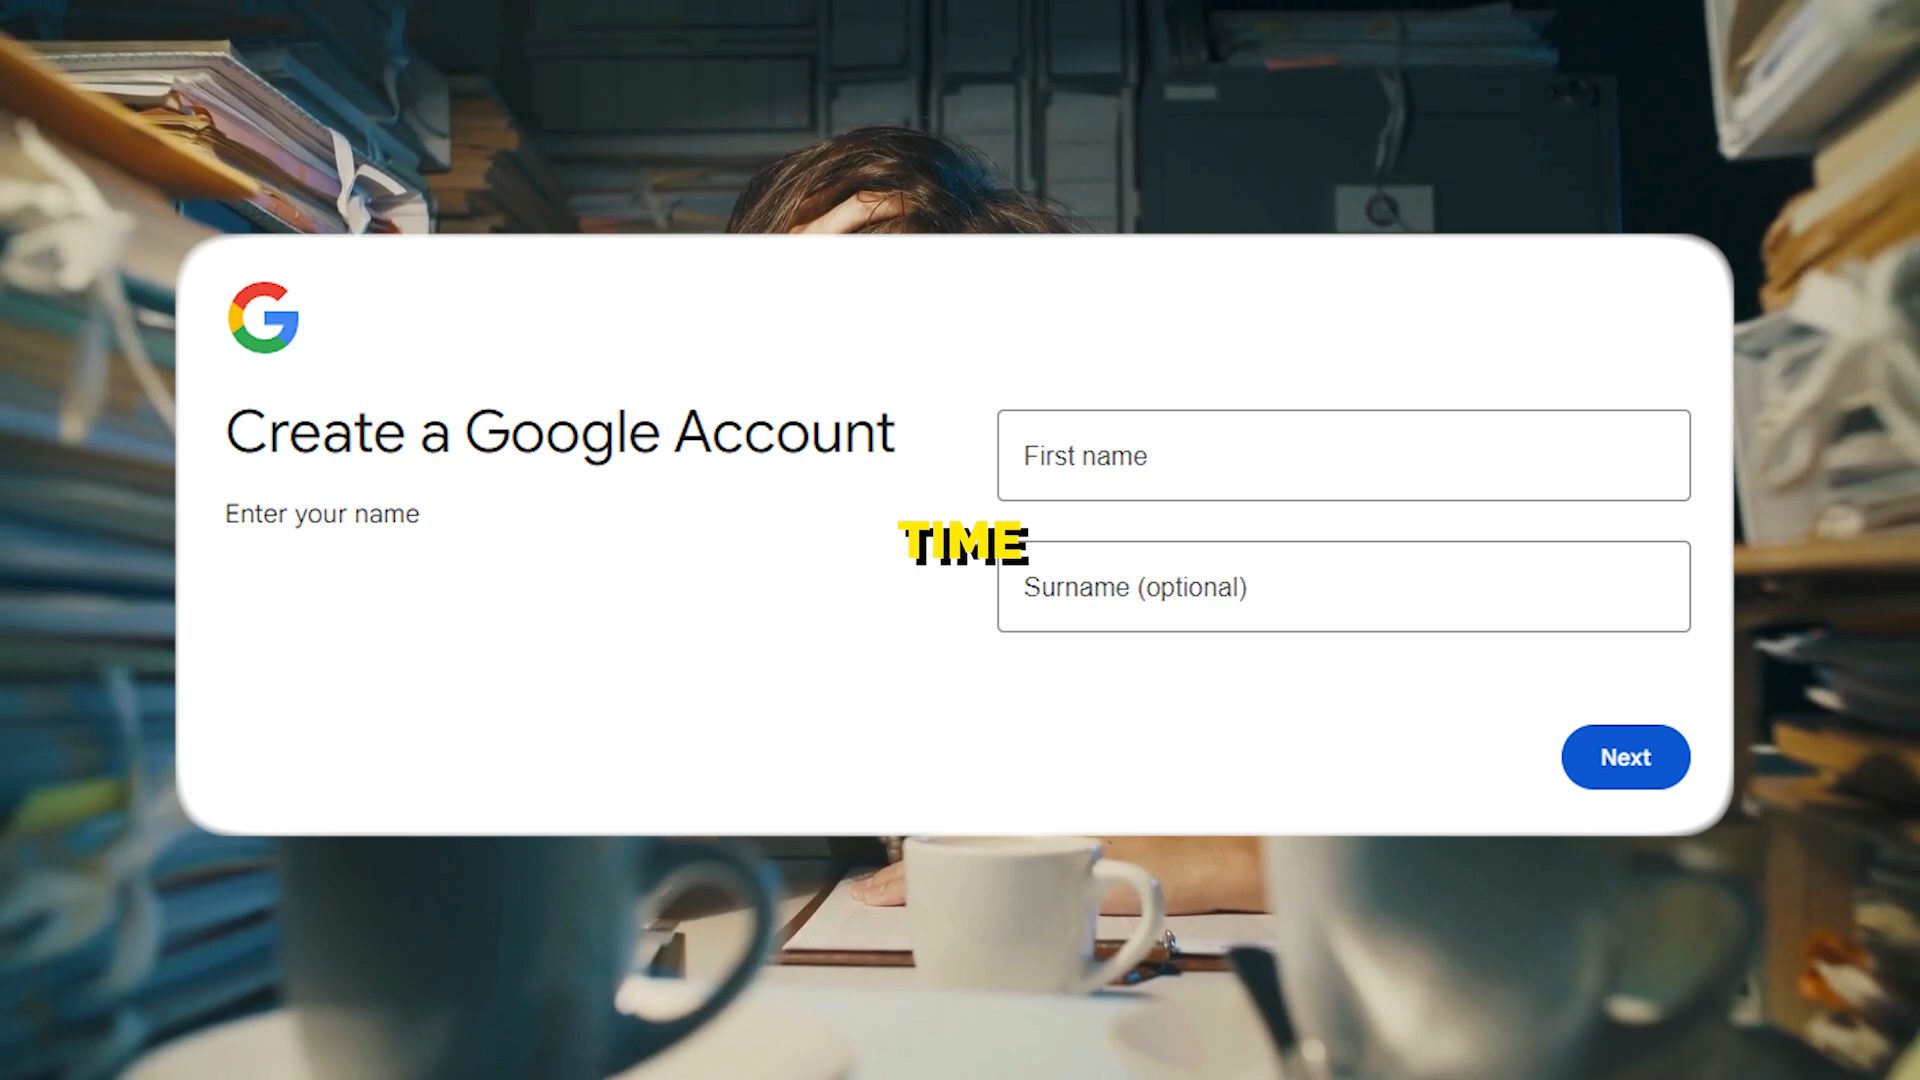 Create a Google Account
Enter your name
First name
TIME
Surname (optional)
Next